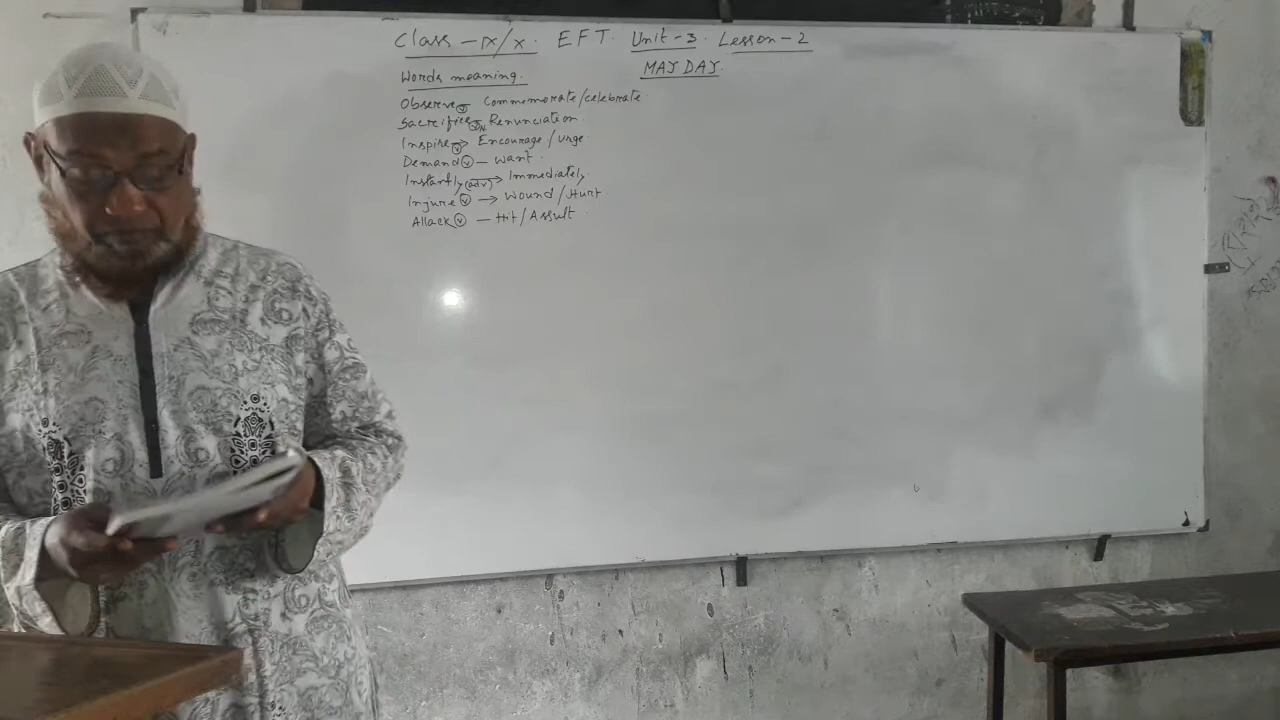 Class - IX/X. EFT. Unit-3. Lesson-2
MAY DAY.
Words meaning.
Observe (v) → Commemorate/celebrate
Sacrifice (N) → Renunciation.
Inspire (v) → Encourage / Urge
Demand (v) — Want.
Instantly (adv) → Immediately.
Injure (v) → Wound / Hurt
Attack (v) — Hit / Assult